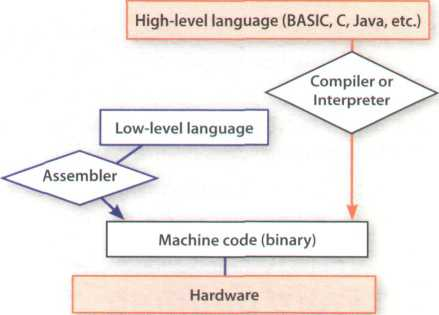 High-level language (BASIC, C, Java, etc.)
Compiler or
Interpreter
Low-level language
Assembler
Machine code (binary)
Hardware